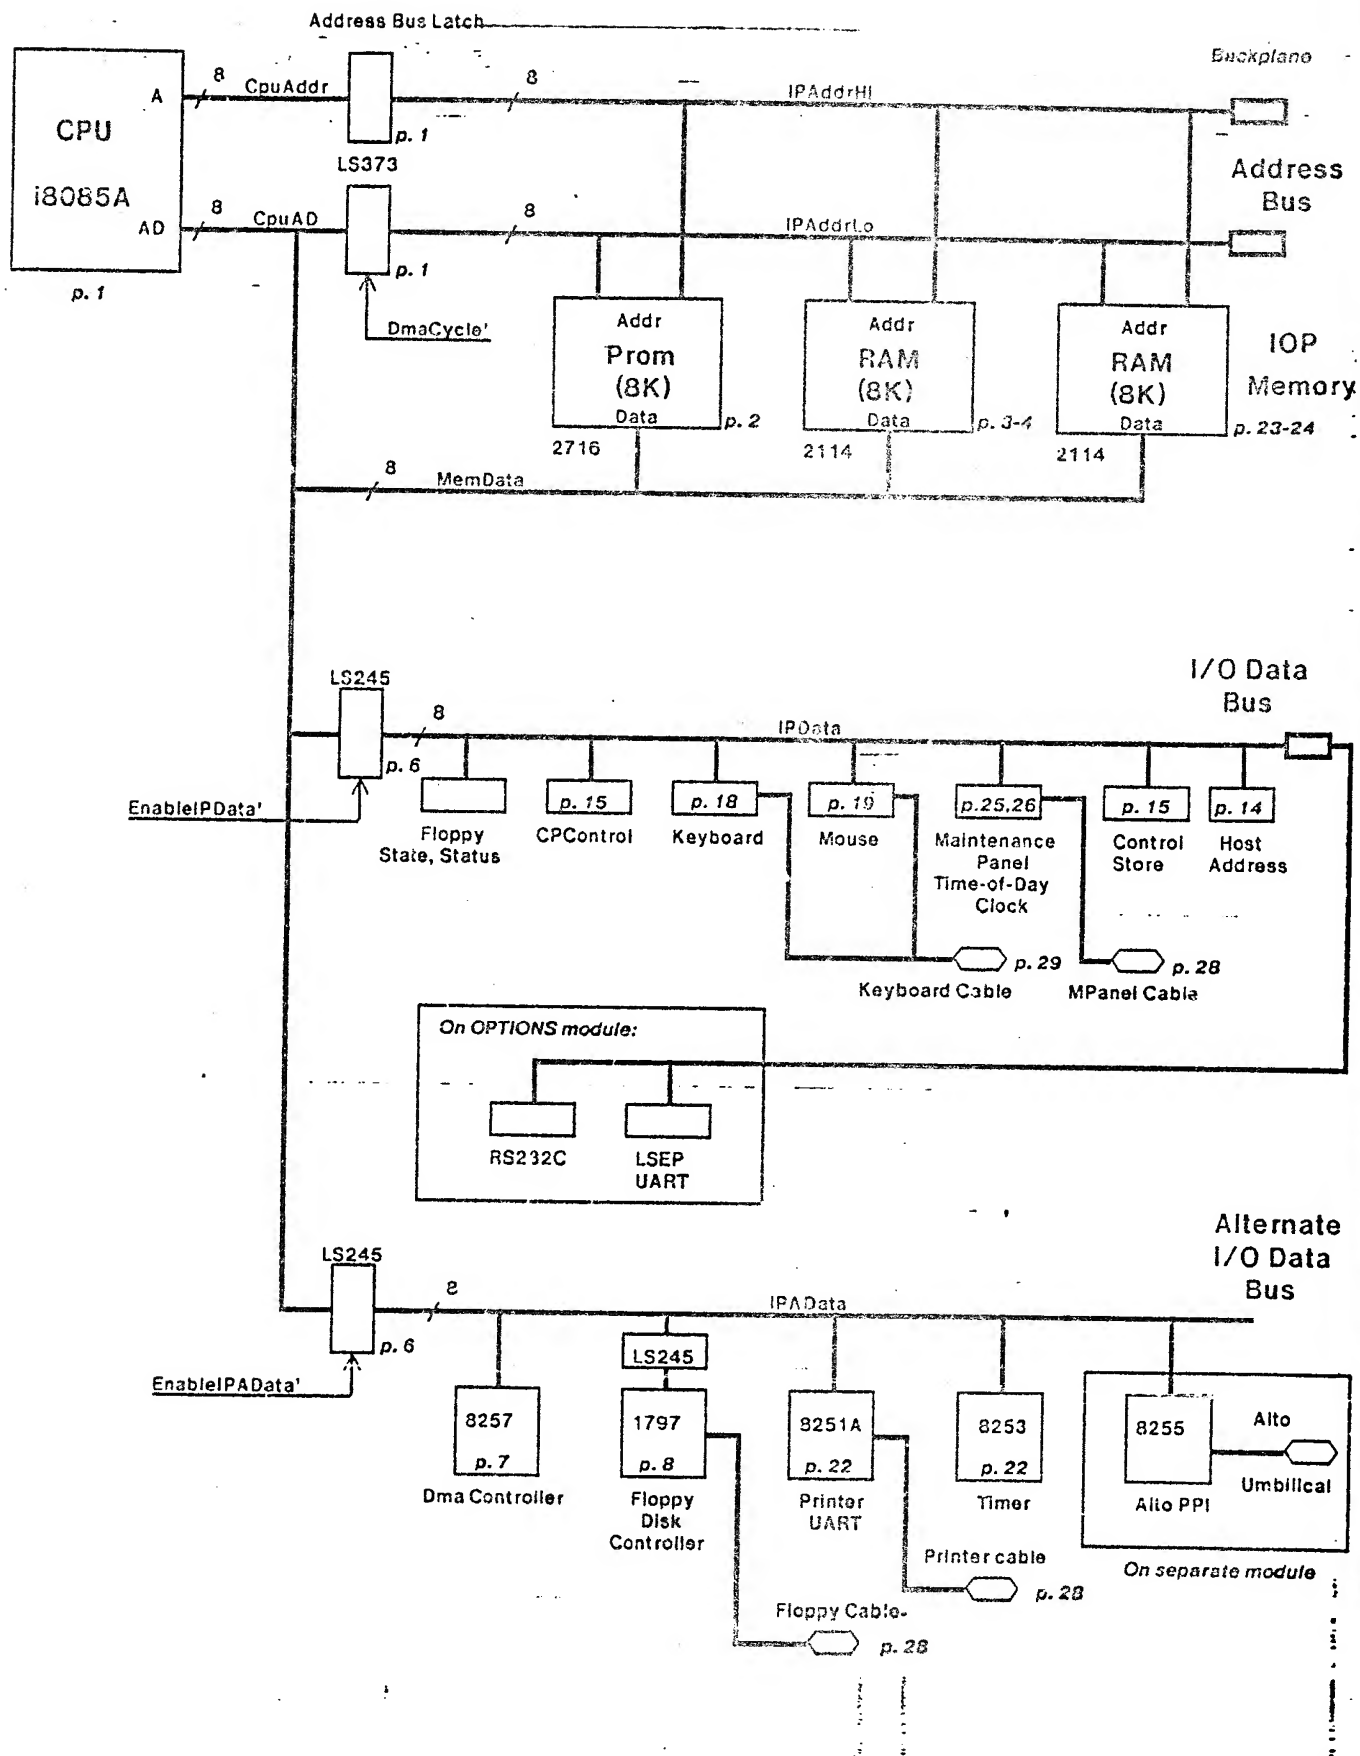 Address Bus Latch
Backplane
A
8
CpuAddr
8
IPAddrHi
CPU
i8085A
p. 1
LS373
Address
Bus
AD
8
CpuAD
8
IPAddrLo
p. 1
p. 1
DmaCycle'
Addr
Prom
(8K)
Data
p. 2
2716
Addr
RAM
(8K)
Data
p. 3-4
2114
Addr
RAM
(8K)
Data
p. 23-24
2114
IOP
Memory
8
MemData
I/O Data
Bus
LS245
8
IPData
p. 6
EnableIPData'
Floppy
State, Status
p. 15
CPControl
p. 18
Keyboard
p. 19
Mouse
p.25,26
Maintenance
Panel
Time-of-Day
Clock
p. 15
Control
Store
p. 14
Host
Address
p. 29
Keyboard Cable
p. 28
MPanel Cable
On OPTIONS module:
RS232C
LSEP
UART
Alternate
I/O Data
Bus
LS245
8
IPAData
p. 6
EnableIPAData'
8257
p. 7
Dma Controller
LS245
1797
p. 8
Floppy
Disk
Controller
8251A
p. 22
Printer
UART
8253
p. 22
Timer
8255
Alto PPI
Alto
Umbilical
On separate module
Printer cable
p. 28
Floppy Cable
p. 28